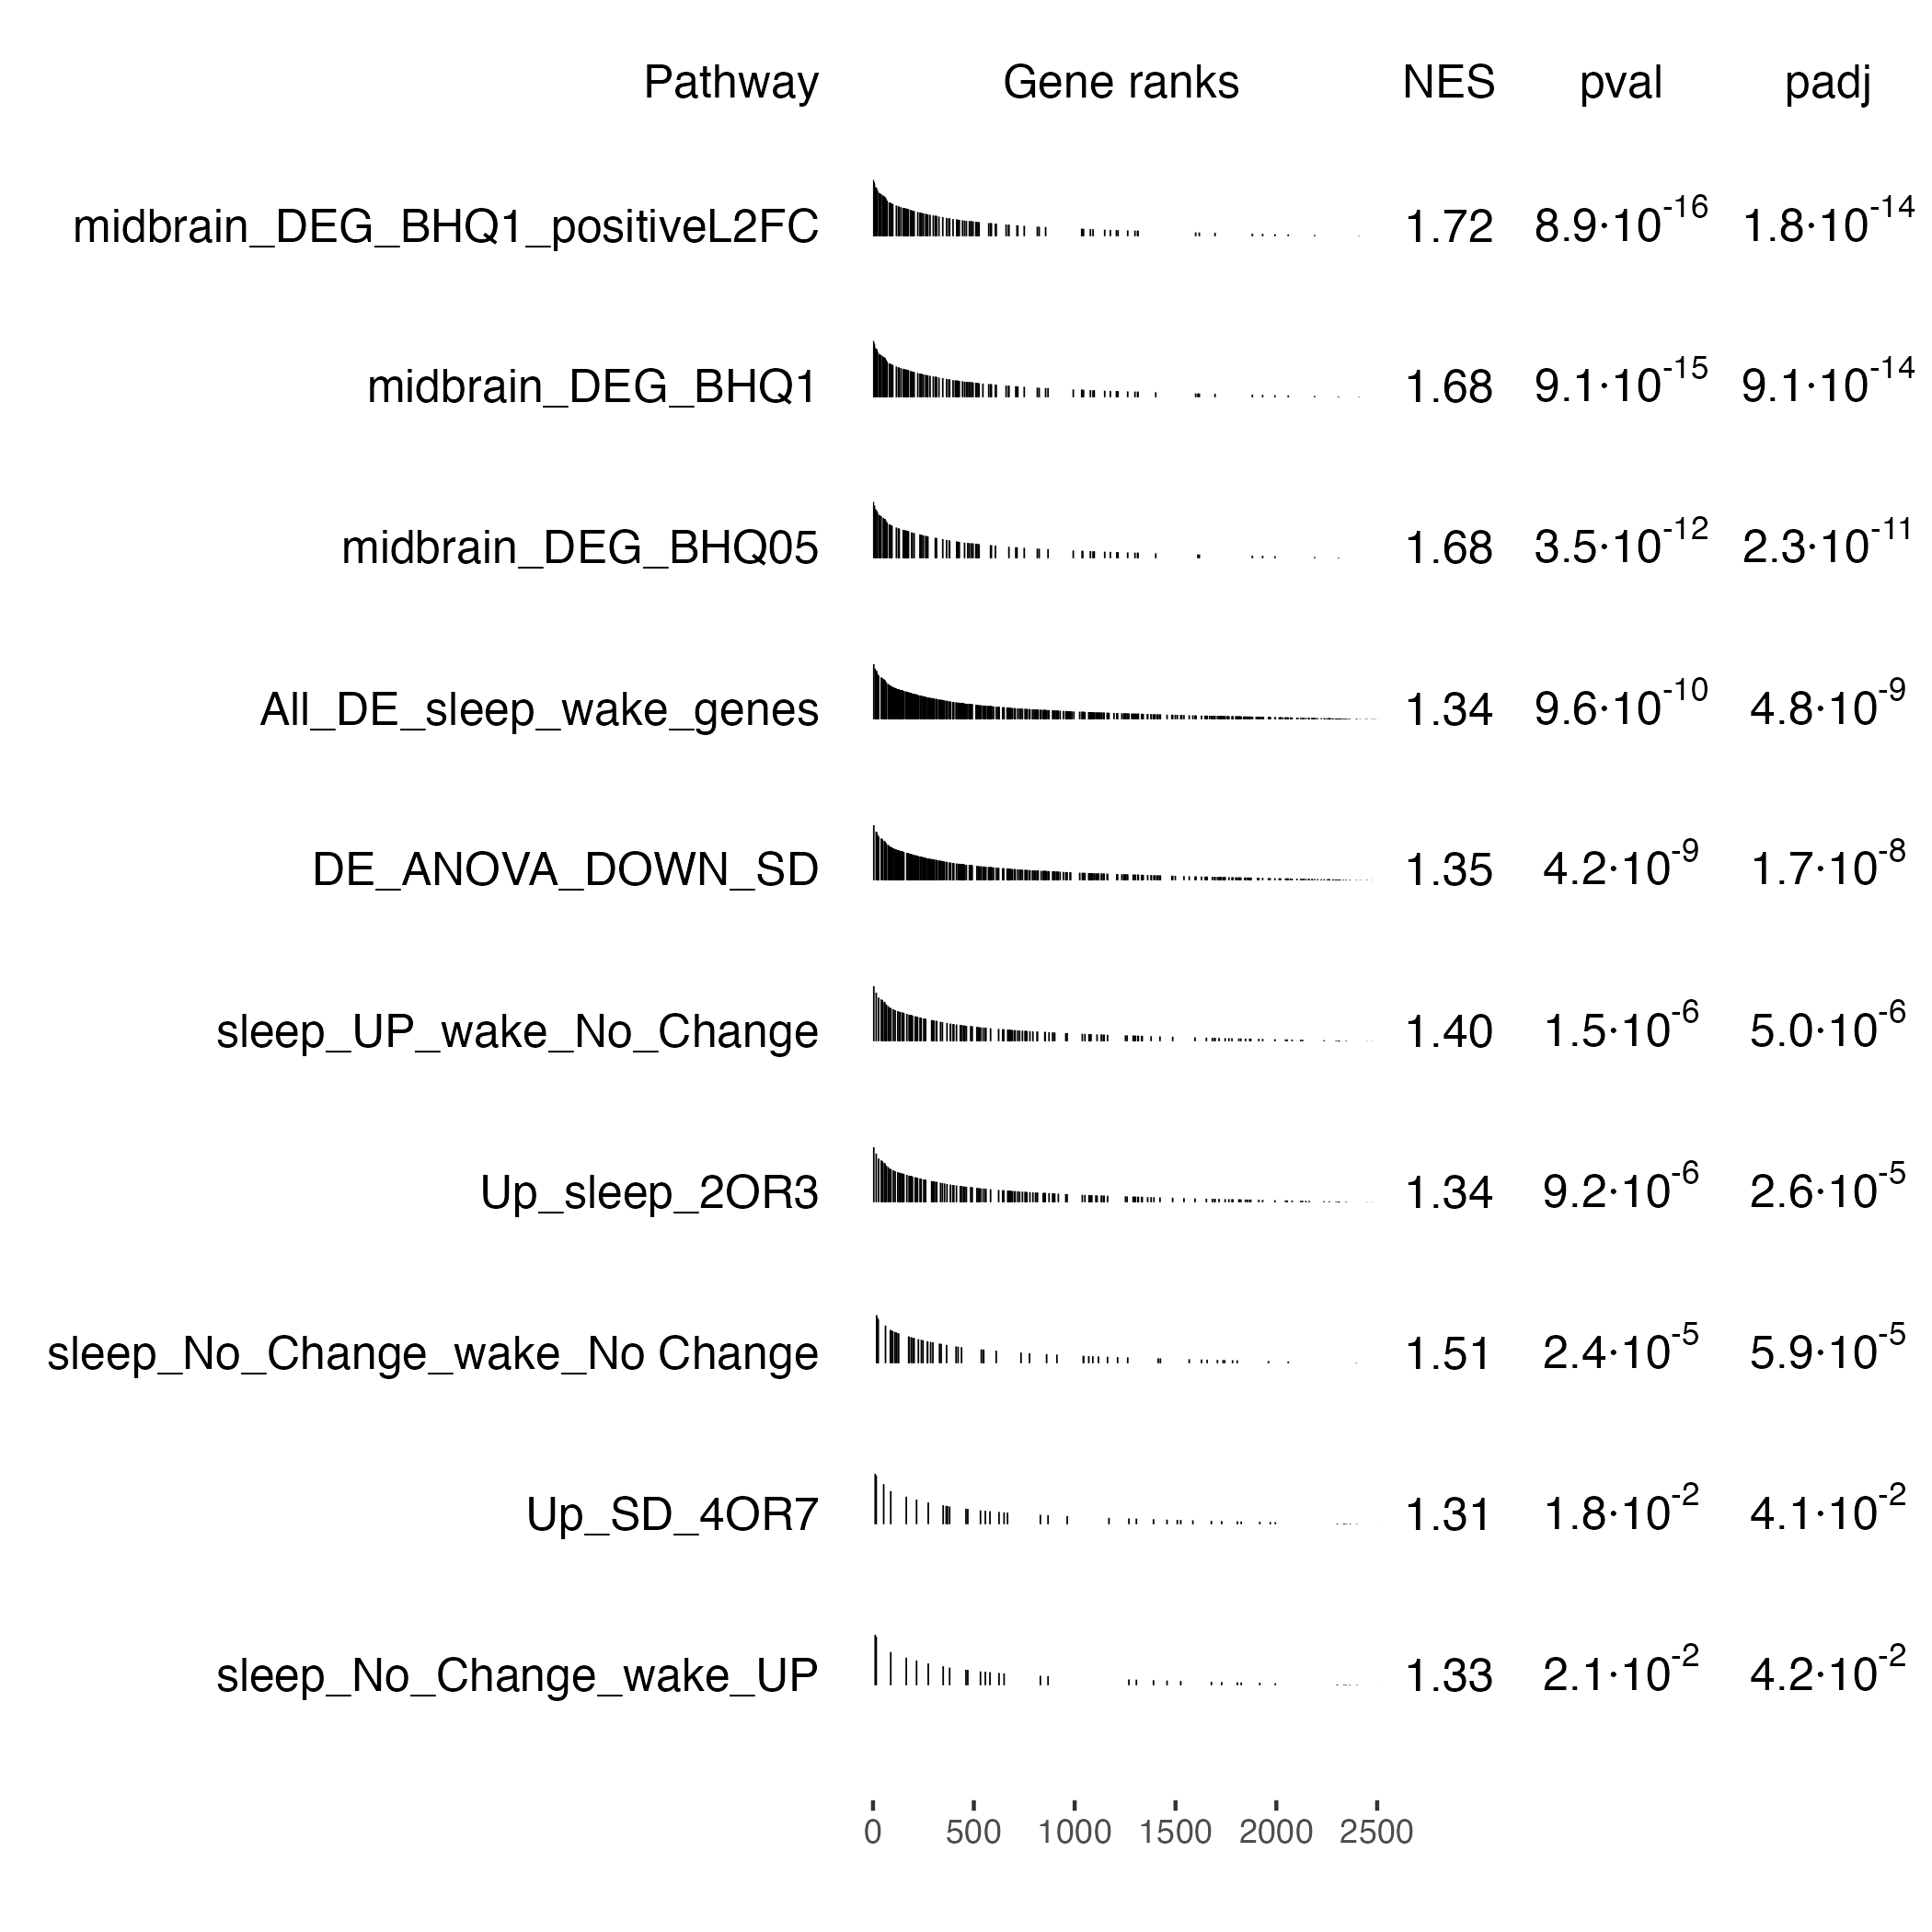 Pathway Gene ranks NES pval padj
midbrain_DEG_BHQ1_positiveL2FC 1.72 8.9·10⁻¹⁶ 1.8·10⁻¹⁴
midbrain_DEG_BHQ1 1.68 9.1·10⁻¹⁵ 9.1·10⁻¹⁴
midbrain_DEG_BHQ05 1.68 3.5·10⁻¹² 2.3·10⁻¹¹
All_DE_sleep_wake_genes 1.34 9.6·10⁻¹⁰ 4.8·10⁻⁹
DE_ANOVA_DOWN_SD 1.35 4.2·10⁻⁹ 1.7·10⁻⁸
sleep_UP_wake_No_Change 1.40 1.5·10⁻⁶ 5.0·10⁻⁶
Up_sleep_2OR3 1.34 9.2·10⁻⁶ 2.6·10⁻⁵
sleep_No_Change_wake_No Change 1.51 2.4·10⁻⁵ 5.9·10⁻⁵
Up_SD_4OR7 1.31 1.8·10⁻² 4.1·10⁻²
sleep_No_Change_wake_UP 1.33 2.1·10⁻² 4.2·10⁻²
0 500 1000 1500 2000 2500